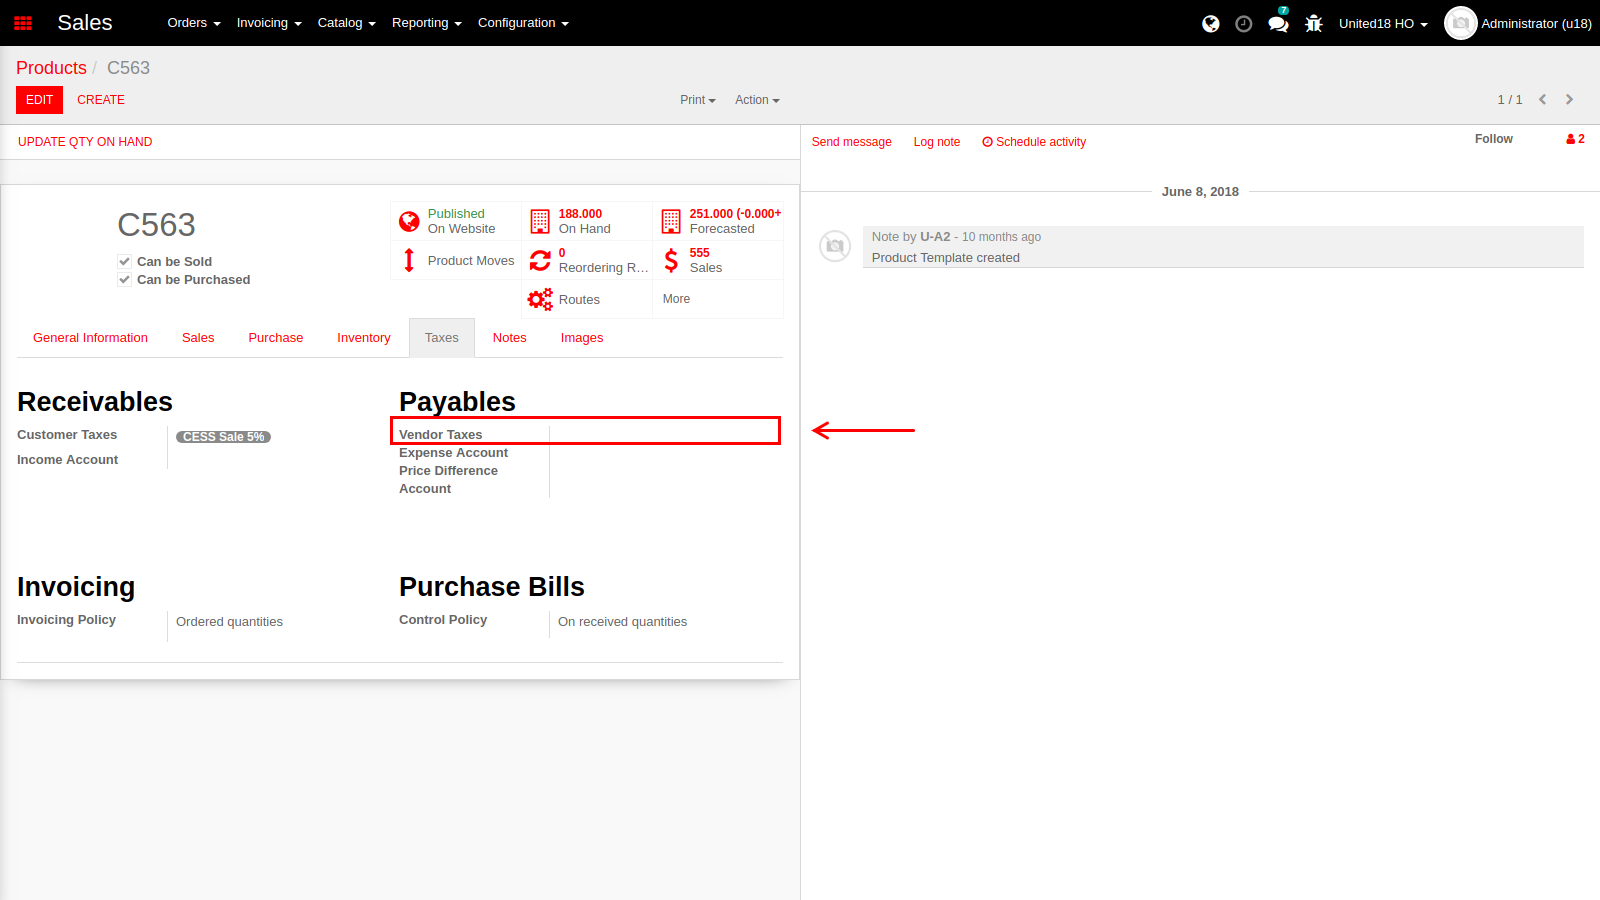 Sales Orders Invoicing Catalog Reporting Configuration 7 United18 HO Administrator (u18)
Products / C563
EDIT CREATE Print Action 1 / 1
UPDATE QTY ON HAND
Send message Log note Schedule activity Follow 2
June 8, 2018
C563
Can be Sold
Can be Purchased
Published
On Website
188.000
On Hand
251.000 (-0.000+
Forecasted
Product Moves
0
Reordering R...
555
Sales
Routes
More
Note by U-A2 - 10 months ago
Product Template created
General Information Sales Purchase Inventory Taxes Notes Images
Receivables
Customer Taxes CESS Sale 5%
Income Account
Payables
Vendor Taxes
Expense Account
Price Difference
Account
Invoicing
Invoicing Policy Ordered quantities
Purchase Bills
Control Policy On received quantities